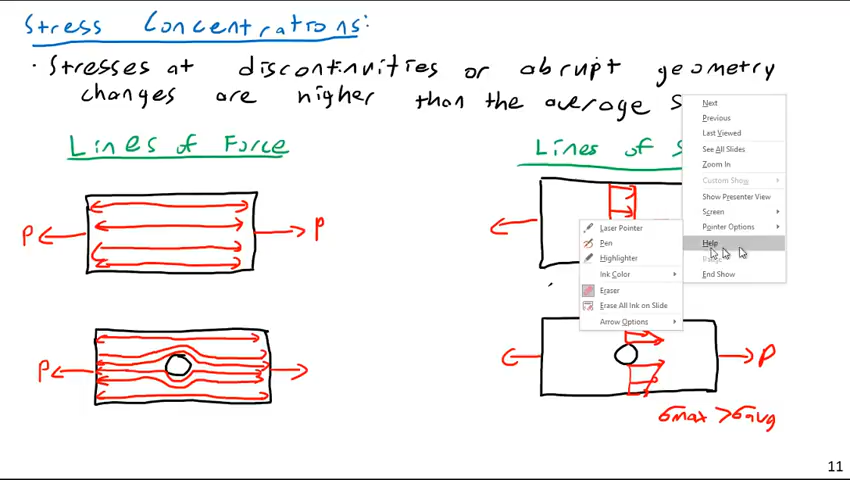 Stress Concentrations:
· Stresses at discontinuities or abrupt geometry
changes are higher than the average
Lines of Force
Lines of
P
P
P
P
σmax > σavg
Next
Previous
Last Viewed
See All Slides
Zoom In
Custom Show
Show Presenter View
Screen
Pointer Options
Help
End Show
Laser Pointer
Pen
Highlighter
Ink Color
Eraser
Erase All Ink on Slide
Arrow Options
11